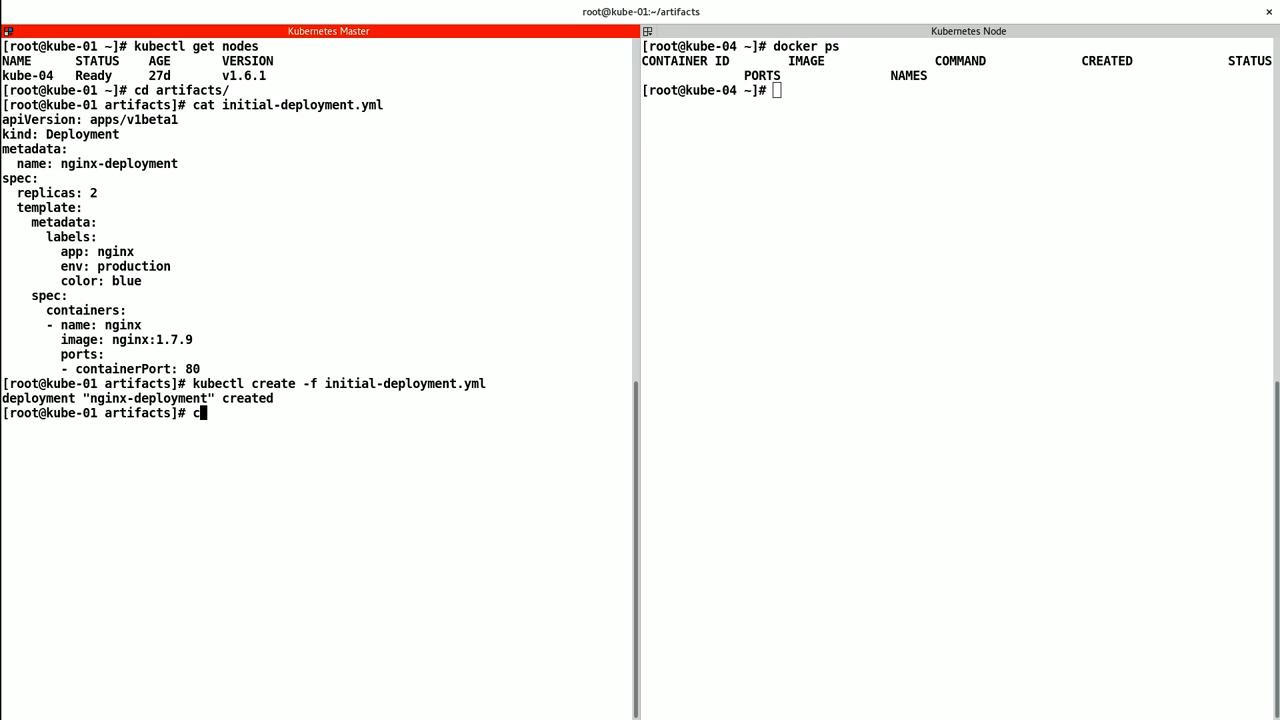 root@kube-01:~/artifacts
×
Kubernetes Master
[root@kube-01 ~]# kubectl get nodes
NAME      STATUS    AGE       VERSION
kube-04   Ready     27d       v1.6.1
[root@kube-01 ~]# cd artifacts/
[root@kube-01 artifacts]# cat initial-deployment.yml
apiVersion: apps/v1beta1
kind: Deployment
metadata:
  name: nginx-deployment
spec:
  replicas: 2
  template:
    metadata:
      labels:
        app: nginx
        env: production
        color: blue
    spec:
      containers:
      - name: nginx
        image: nginx:1.7.9
        ports:
        - containerPort: 80
[root@kube-01 artifacts]# kubectl create -f initial-deployment.yml
deployment "nginx-deployment" created
[root@kube-01 artifacts]# c
Kubernetes Node
[root@kube-04 ~]# docker ps
CONTAINER ID        IMAGE               COMMAND             CREATED             STATUS
              PORTS               NAMES
[root@kube-04 ~]#